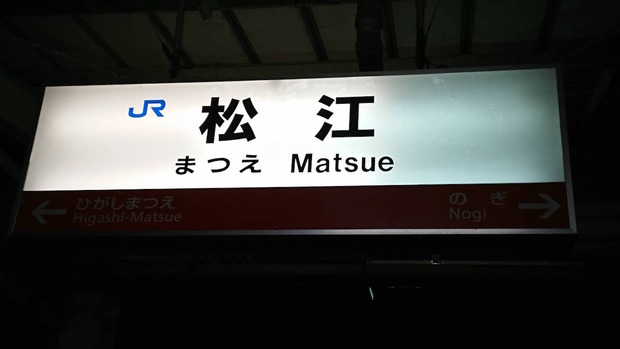 JR 松江
まつえ Matsue
ひがしまつえ のぎ
Higashi-Matsue Nogi